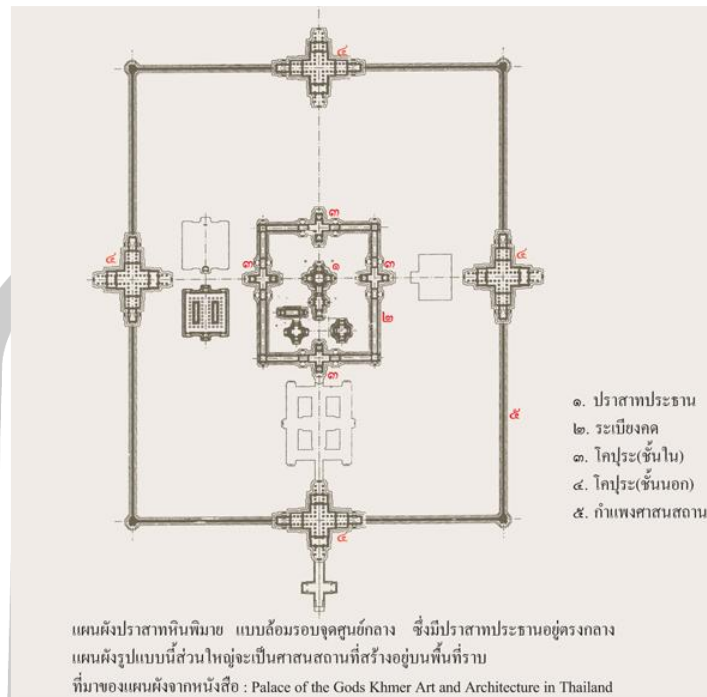 ๔
๓
๔
๓
๑
๓
๔
๒
๓
๕
๔
๑. ปราสาทประธาน
๒. ระเบียงคด
๓. โคปุระ(ชั้นใน)
๔. โคปุระ(ชั้นนอก)
๕. กำแพงศาสนสถาน
แผนผังปราสาทหินพิมาย แบบล้อมรอบจุดศูนย์กลาง ซึ่งมีปราสาทประธานอยู่ตรงกลาง
แผนผังรูปแบบนี้ส่วนใหญ่จะเป็นศาสนสถานที่สร้างอยู่บนพื้นที่ราบ
ที่มาของแผนผังจากหนังสือ : Palace of the Gods Khmer Art and Architecture in Thailand